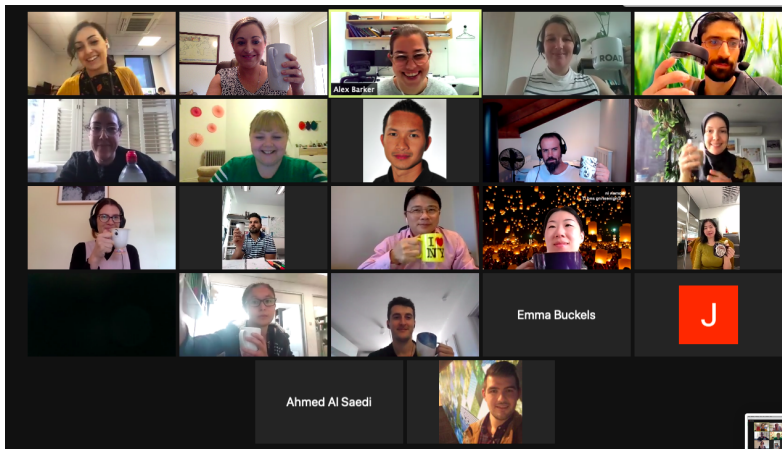 Y ROAD
Alex Barker
I ♥
NY
Emma Buckels
J
Ahmed Al Saedi